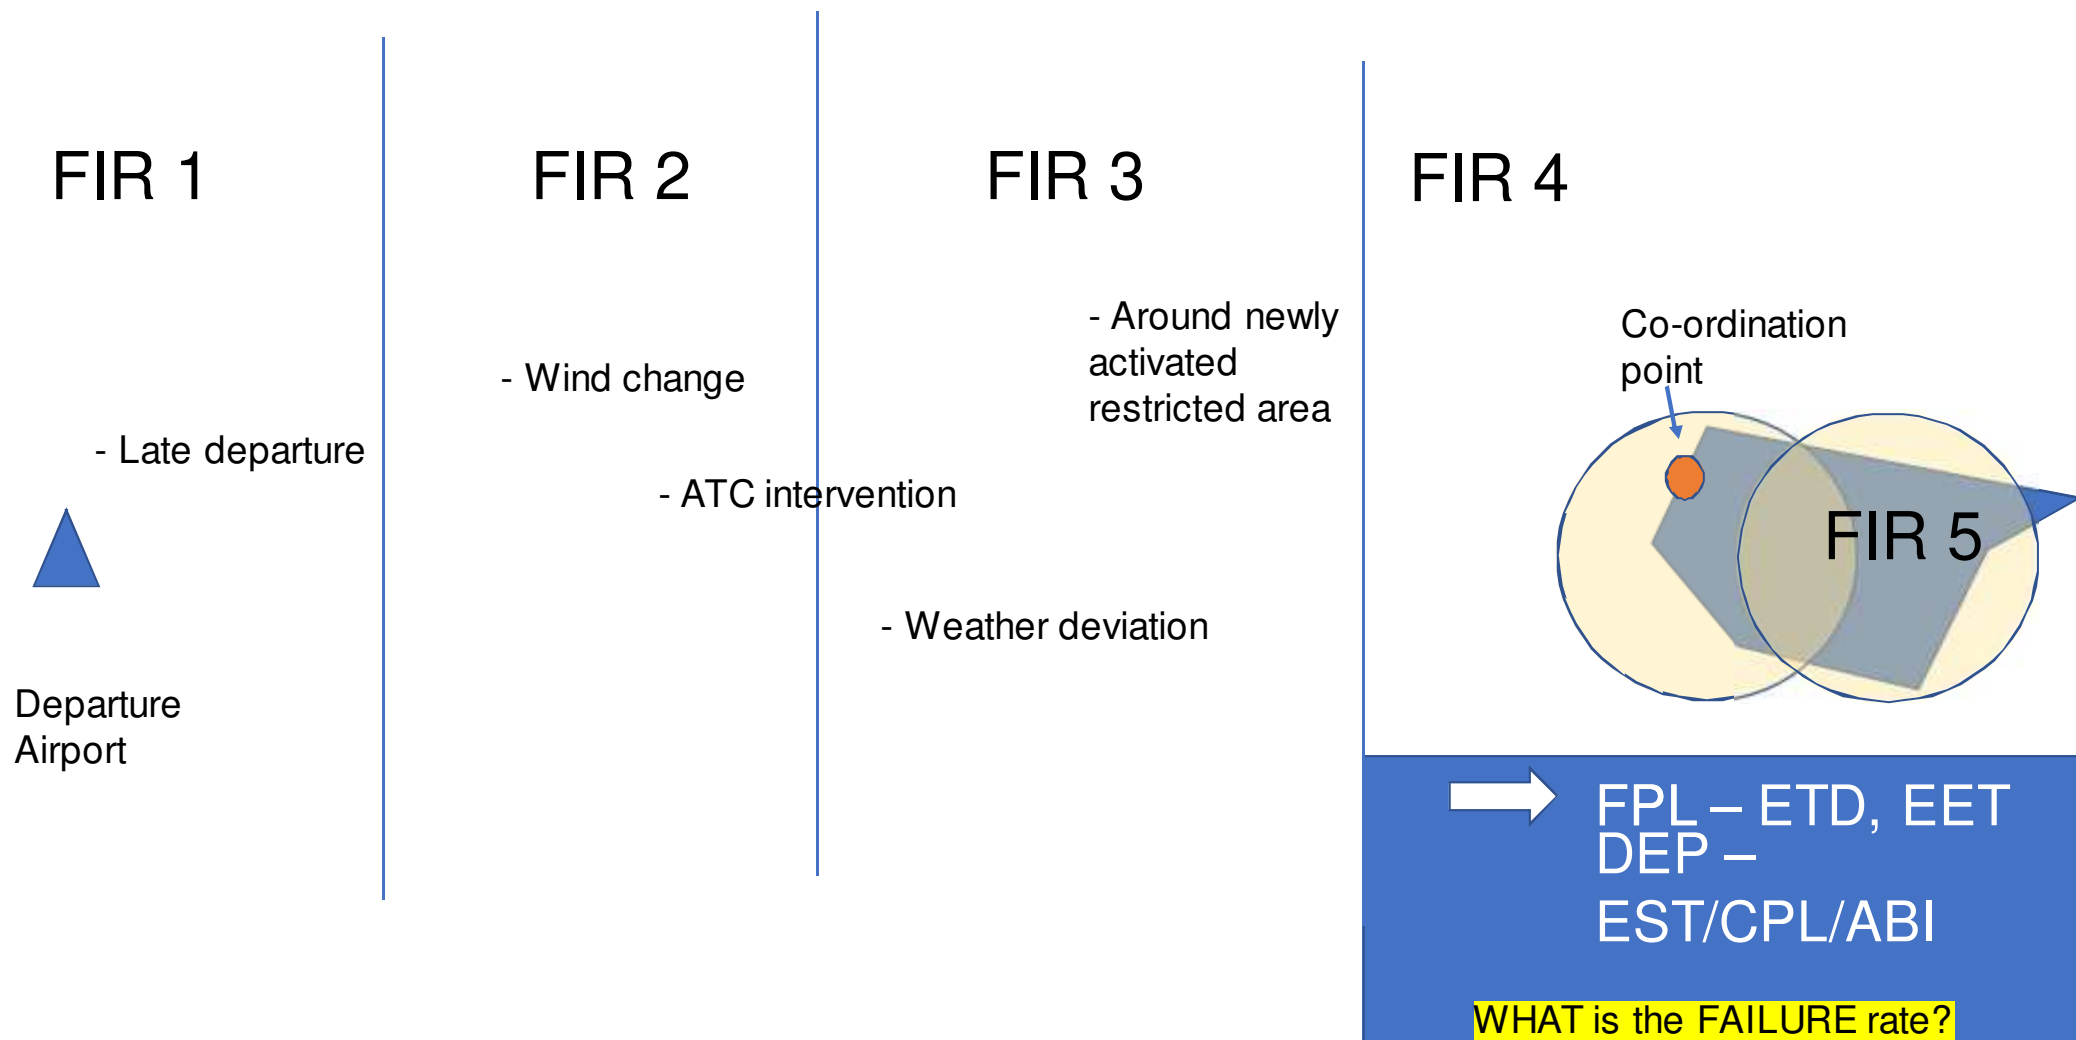 FIR 1
FIR 2
FIR 3
FIR 4
- Late departure
Departure
Airport
- Wind change
- ATC intervention
- Around newly
activated
restricted area
- Weather deviation
Co-ordination
point
FIR 5
FPL – ETD, EET
DEP –
EST/CPL/ABI
WHAT is the FAILURE rate?